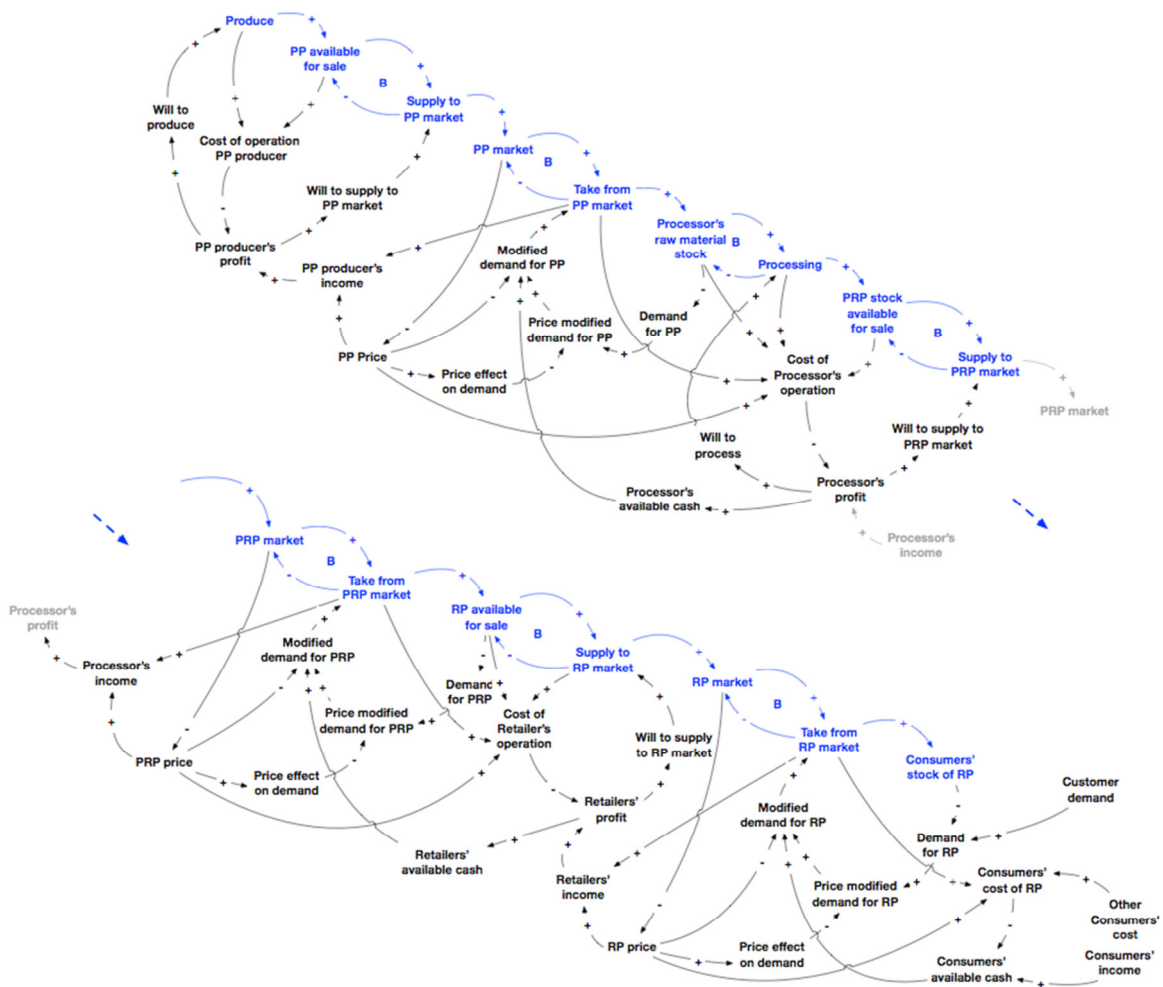 Produce
+
+
PP available
for sale
+
B
-
Will to
produce
+
+
Supply to
PP market
+
Cost of operation
PP producer
+
PP market
+
B
-
+
-
Will to supply to
PP market
Take from
PP market
+
Processor's
raw material
stock
+
B
-
Processing
+
PP producer's
profit
+
+
PP producer's
income
+
Modified
demand for PP
+
PRP stock
available
for sale
+
B
-
-
-
+
+
Demand
for PP
-
+
+
Price modified
demand for PP
+
+
PP Price
-
+
Price effect
on demand
-
Cost of
Processor's
operation
+
+
+
Supply to
PRP market
+
PRP market
Will to
process
-
Will to supply to
PRP market
+
+
+
Processor's
available cash
+
Processor's
profit
+
Processor's
income
+
PRP market
+
B
-
Take from
PRP market
+
RP available
for sale
+
B
-
Processor's
profit
+
Processor's
income
+
Modified
demand for PRP
+
Supply to
RP market
+
RP market
+
B
-
-
+
+
Demand
for PRP
-
+
+
Price modified
demand for PRP
+
Cost of
Retailer's
operation
+
+
+
Will to supply
to RP market
+
Take from
RP market
+
Consumers'
stock of RP
+
PRP price
-
+
Price effect
on demand
-
-
Retailers'
profit
+
Modified
demand for RP
+
Customer
demand
-
Demand
for RP
+
Retailers'
available cash
+
+
Retailers'
income
+
-
+
+
Price modified
demand for RP
+
+
Consumers'
cost of RP
+
Other
Consumers'
cost
+
RP price
-
+
Price effect
on demand
-
+
-
Consumers'
available cash
+
Consumers'
income